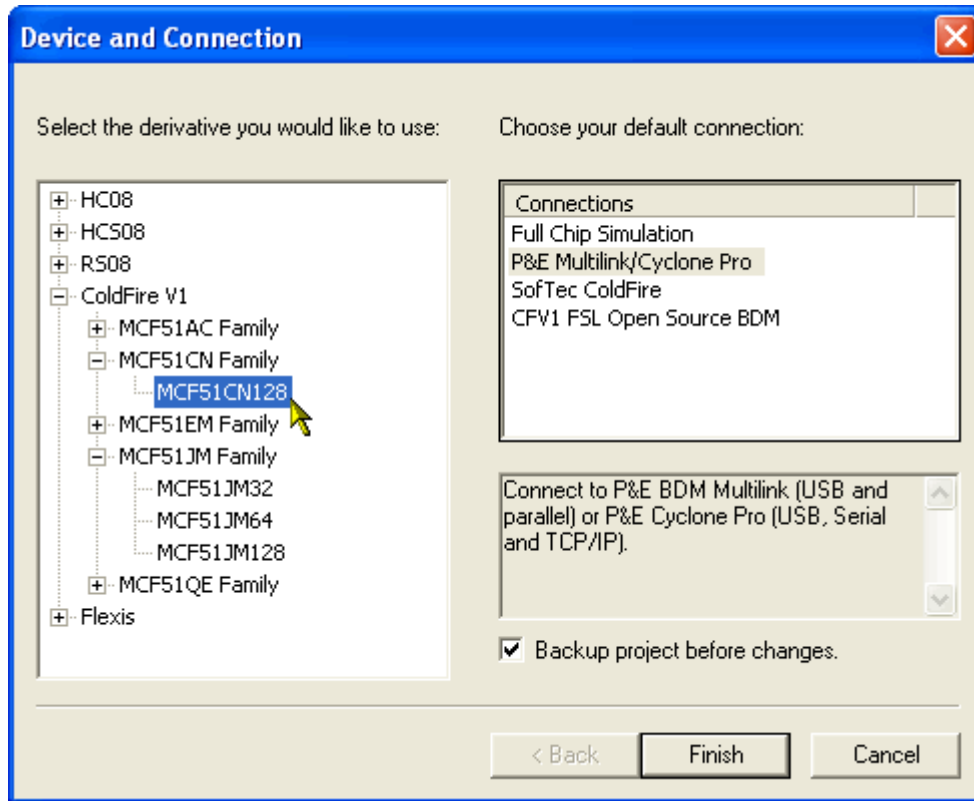 Device and Connection
Select the derivative you would like to use:
HC08
HCS08
RS08
ColdFire V1
MCF51AC Family
MCF51CN Family
MCF51CN128
MCF51EM Family
MCF51JM Family
MCF51JM32
MCF51JM64
MCF51JM128
MCF51QE Family
Flexis
Choose your default connection:
Connections
Full Chip Simulation
P&E Multilink/Cyclone Pro
SofTec ColdFire
CFV1 FSL Open Source BDM
Connect to P&E BDM Multilink (USB and
parallel) or P&E Cyclone Pro (USB, Serial
and TCP/IP).
Backup project before changes.
< Back
Finish
Cancel